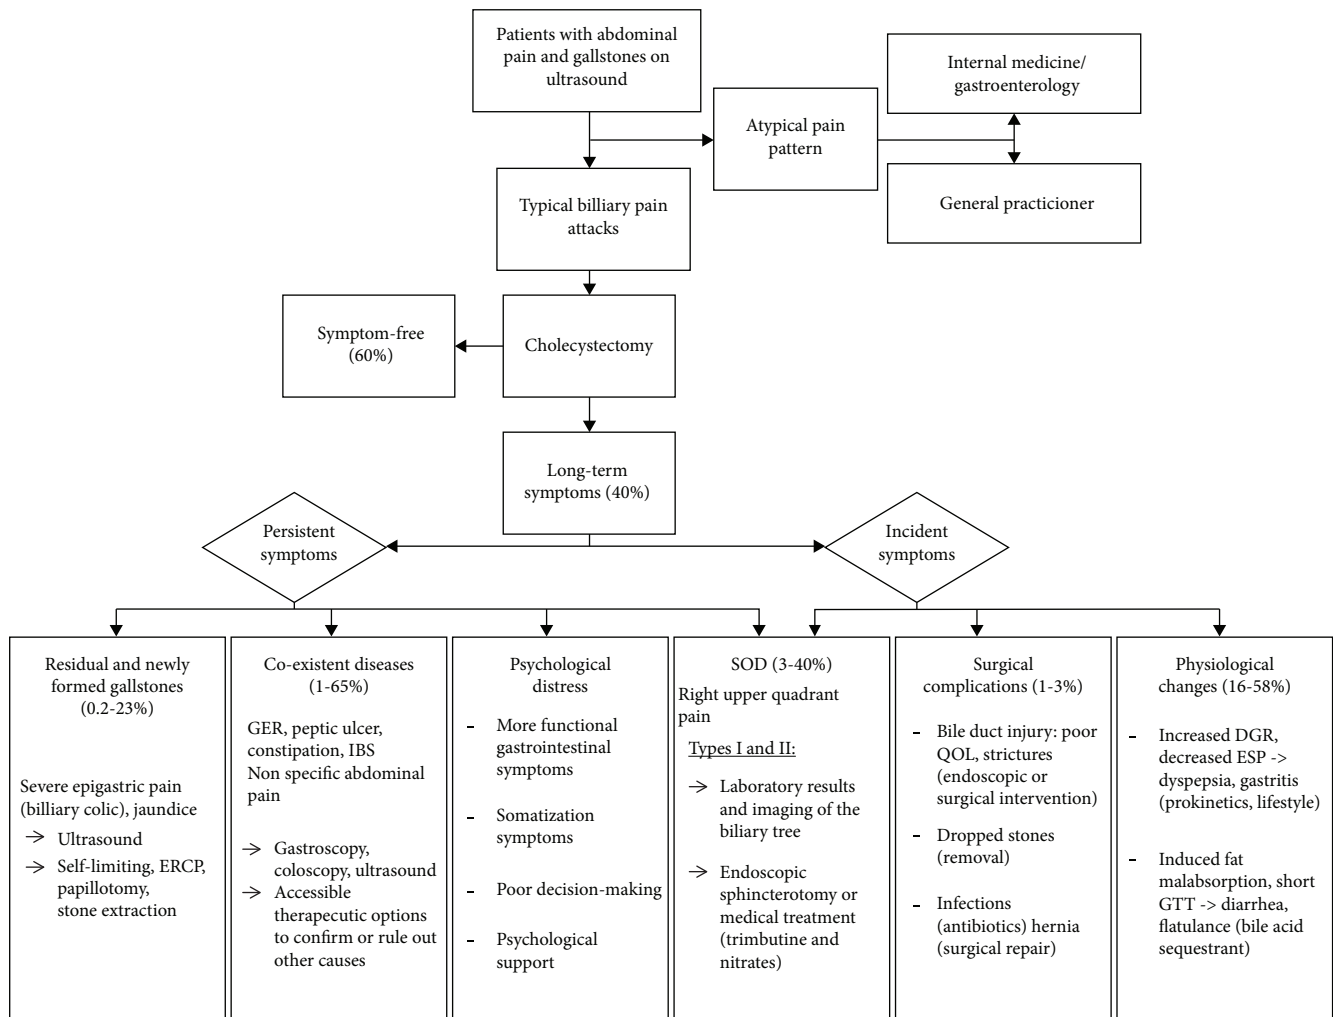 Patients with abdominal
pain and gallstones on
ultrasound
Internal medicine/
gastroenterology
Atypical pain
pattern
General practicioner
Typical billiary pain
attacks
Symptom-free
(60%)
Cholecystectomy
Long-term
symptoms (40%)
Persistent
symptoms
Incident
symptoms
Residual and newly
formed gallstones
(0.2-23%)
Severe epigastric pain
(billiary colic), jaundice
→ Ultrasound
→ Self-limiting, ERCP,
papillotomy,
stone extraction
Co-existent diseases
(1-65%)
GER, peptic ulcer,
constipation, IBS
Non specific abdominal
pain
→ Gastroscopy,
coloscopy, ultrasound
→ Accessible
therapecutic options
to confirm or rule out
other causes
Psychological
distress
- More functional
gastrointestinal
symptoms
- Somatization
symptoms
- Poor decision-making
- Psychological
support
SOD (3-40%)
Right upper quadrant
pain
Types I and II:
→ Laboratory results
and imaging of the
biliary tree
→ Endoscopic
sphincterotomy or
medical treatment
(trimbutine and
nitrates)
Surgical
complications (1-3%)
- Bile duct injury: poor
QOL, strictures
(endoscopic or
surgical intervention)
- Dropped stones
(removal)
- Infections
(antibiotics) hernia
(surgical repair)
Physiological
changes (16-58%)
- Increased DGR,
decreased ESP ->
dyspepsia, gastritis
(prokinetics, lifestyle)
- Induced fat
malabsorption, short
GTT -> diarrhea,
flatulance (bile acid
sequestrant)